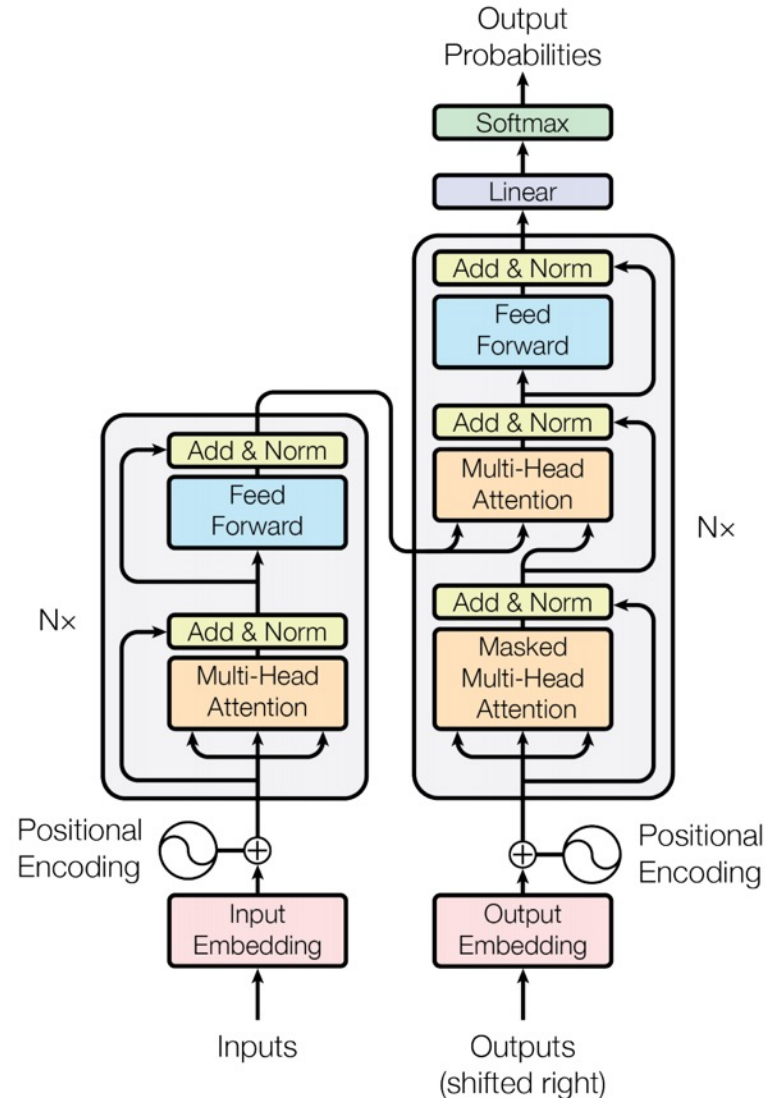 Output
Probabilities
Softmax
Linear
Add & Norm
Feed
Forward
Add & Norm
Multi-Head
Attention
Nx
Add & Norm
Masked
Multi-Head
Attention
Add & Norm
Feed
Forward
Nx
Add & Norm
Multi-Head
Attention
Positional
Encoding
Positional
Encoding
Input
Embedding
Output
Embedding
Inputs
Outputs
(shifted right)